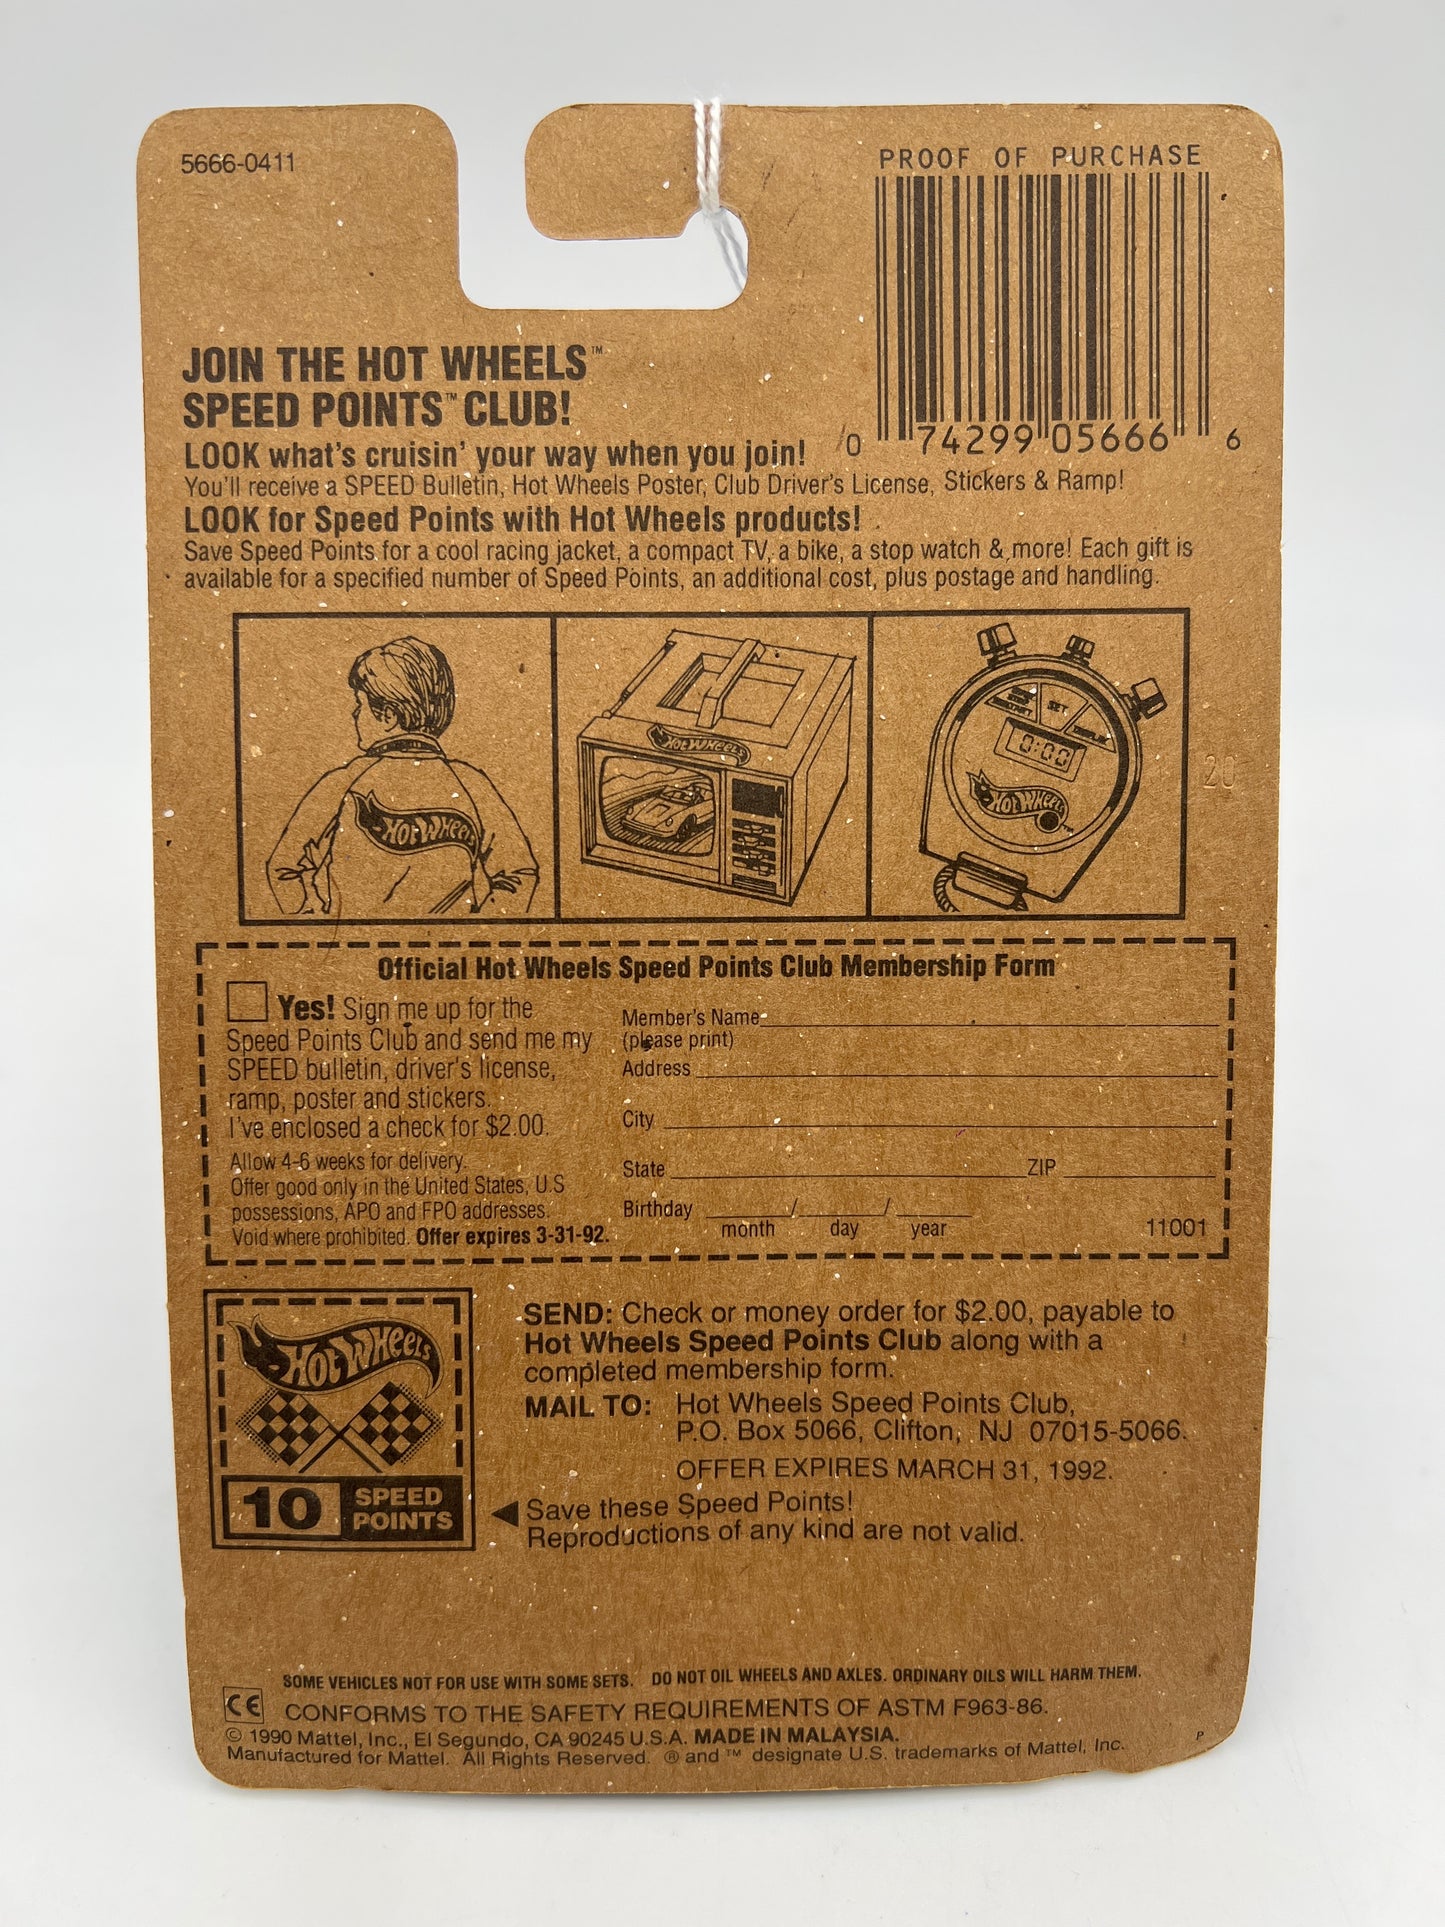 5666-0411
PROOF OF PURCHASE
0 74299 05666 6
JOIN THE HOT WHEELS™
SPEED POINTS™ CLUB!
LOOK what's cruisin' your way when you join!
You'll receive a SPEED Bulletin, Hot Wheels Poster, Club Driver's License, Stickers & Ramp!
LOOK for Speed Points with Hot Wheels products!
Save Speed Points for a cool racing jacket, a compact TV, a bike, a stop watch & more! Each gift is
available for a specified number of Speed Points, an additional cost, plus postage and handling.
HOT WHEELS
HOT WHEELS
SET
0:00
HOT WHEELS
20
Official Hot Wheels Speed Points Club Membership Form
Yes! Sign me up for the
Speed Points Club and send me my
SPEED bulletin, driver's license,
ramp, poster and stickers.
I've enclosed a check for $2.00.
Allow 4-6 weeks for delivery.
Offer good only in the United States, U.S
possessions, APO and FPO addresses.
Void where prohibited. Offer expires 3-31-92.
Member's Name
(please print)
Address
City
State ZIP
Birthday / /
month day year
11001
HOT WHEELS
10 SPEED
POINTS
SEND: Check or money order for $2.00, payable to
Hot Wheels Speed Points Club along with a
completed membership form.
MAIL TO: Hot Wheels Speed Points Club,
P.O. Box 5066, Clifton, NJ 07015-5066.
OFFER EXPIRES MARCH 31, 1992.
◀ Save these Speed Points!
Reproductions of any kind are not valid.
SOME VEHICLES NOT FOR USE WITH SOME SETS. DO NOT OIL WHEELS AND AXLES. ORDINARY OILS WILL HARM THEM.
CE CONFORMS TO THE SAFETY REQUIREMENTS OF ASTM F963-86.
© 1990 Mattel, Inc., El Segundo, CA 90245 U.S.A. MADE IN MALAYSIA.
Manufactured for Mattel. All Rights Reserved. ® and ™ designate U.S. trademarks of Mattel, Inc.
P